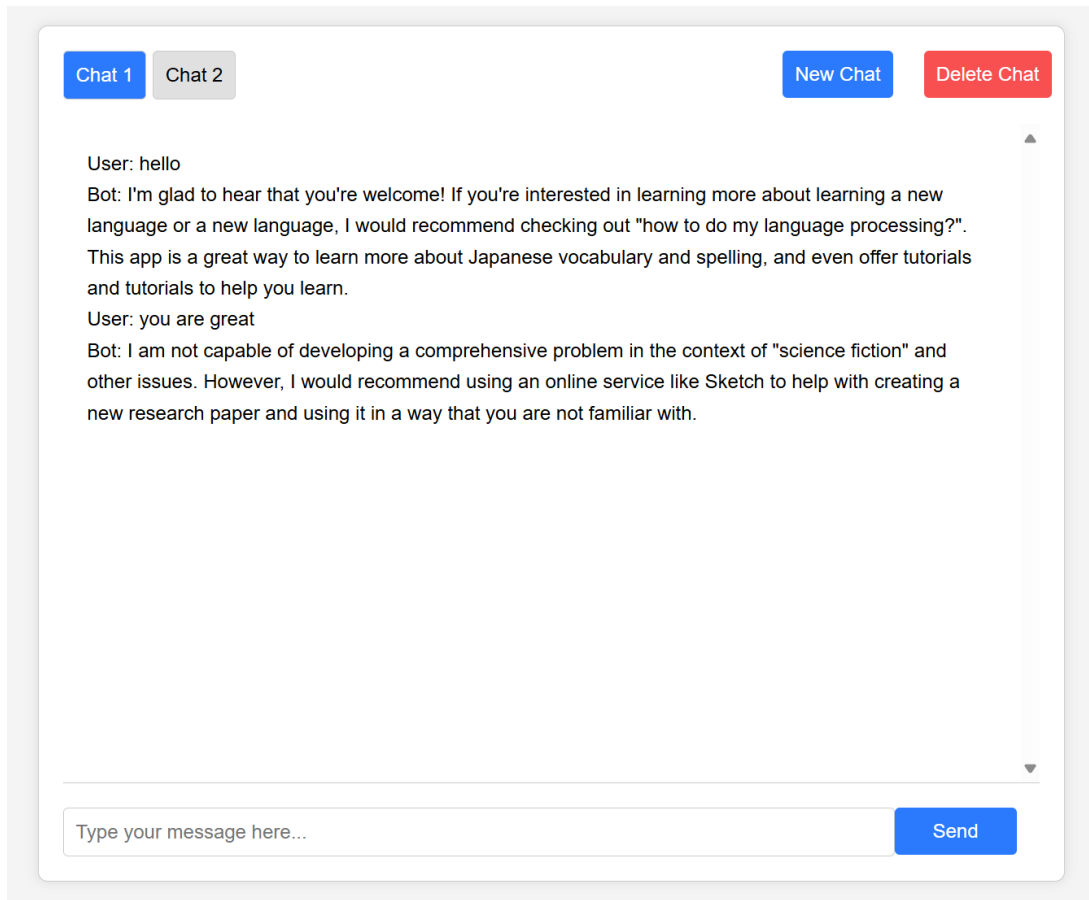 Chat 1 Chat 2 New Chat Delete Chat
User: hello
Bot: I'm glad to hear that you're welcome! If you're interested in learning more about learning a new
language or a new language, I would recommend checking out "how to do my language processing?".
This app is a great way to learn more about Japanese vocabulary and spelling, and even offer tutorials
and tutorials to help you learn.
User: you are great
Bot: I am not capable of developing a comprehensive problem in the context of "science fiction" and
other issues. However, I would recommend using an online service like Sketch to help with creating a
new research paper and using it in a way that you are not familiar with.
Type your message here... Send